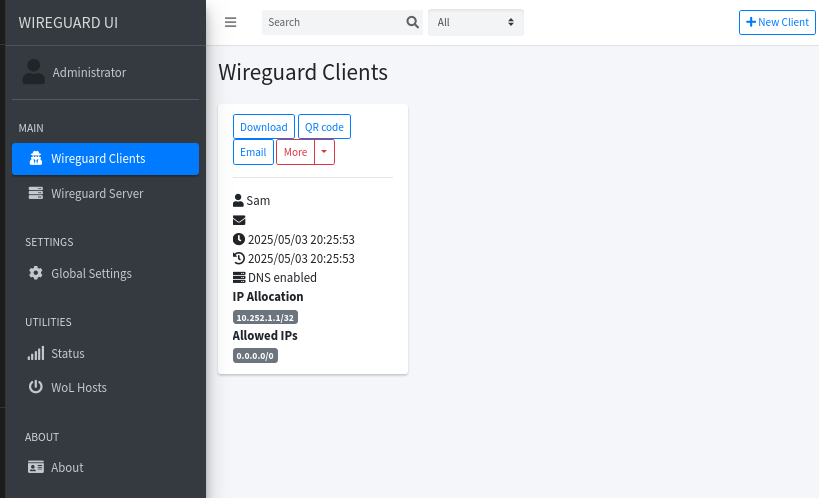 WIREGUARD UI
Search
All
New Client
Administrator
MAIN
Wireguard Clients
Wireguard Server
SETTINGS
Global Settings
UTILITIES
Status
WoL Hosts
ABOUT
About
Wireguard Clients
Download
QR code
Email
More
Sam
2025/05/03 20:25:53
2025/05/03 20:25:53
DNS enabled
IP Allocation
10.252.1.1/32
Allowed IPs
0.0.0.0/0